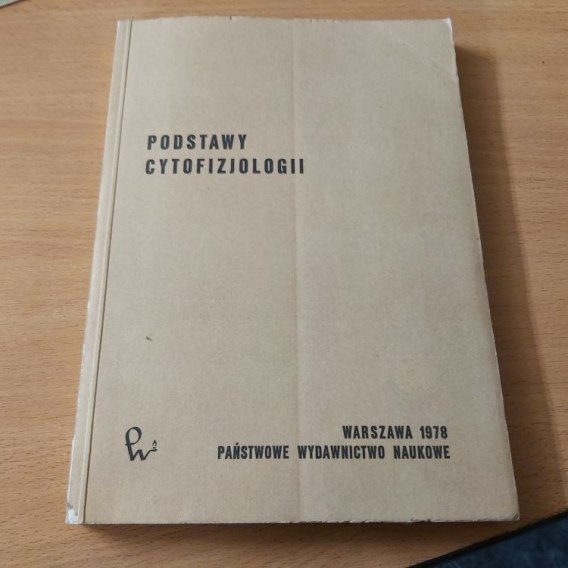 PODSTAWY
CYTOFIZJOLOGII
WARSZAWA 1978
PAŃSTWOWE WYDAWNICTWO NAUKOWE